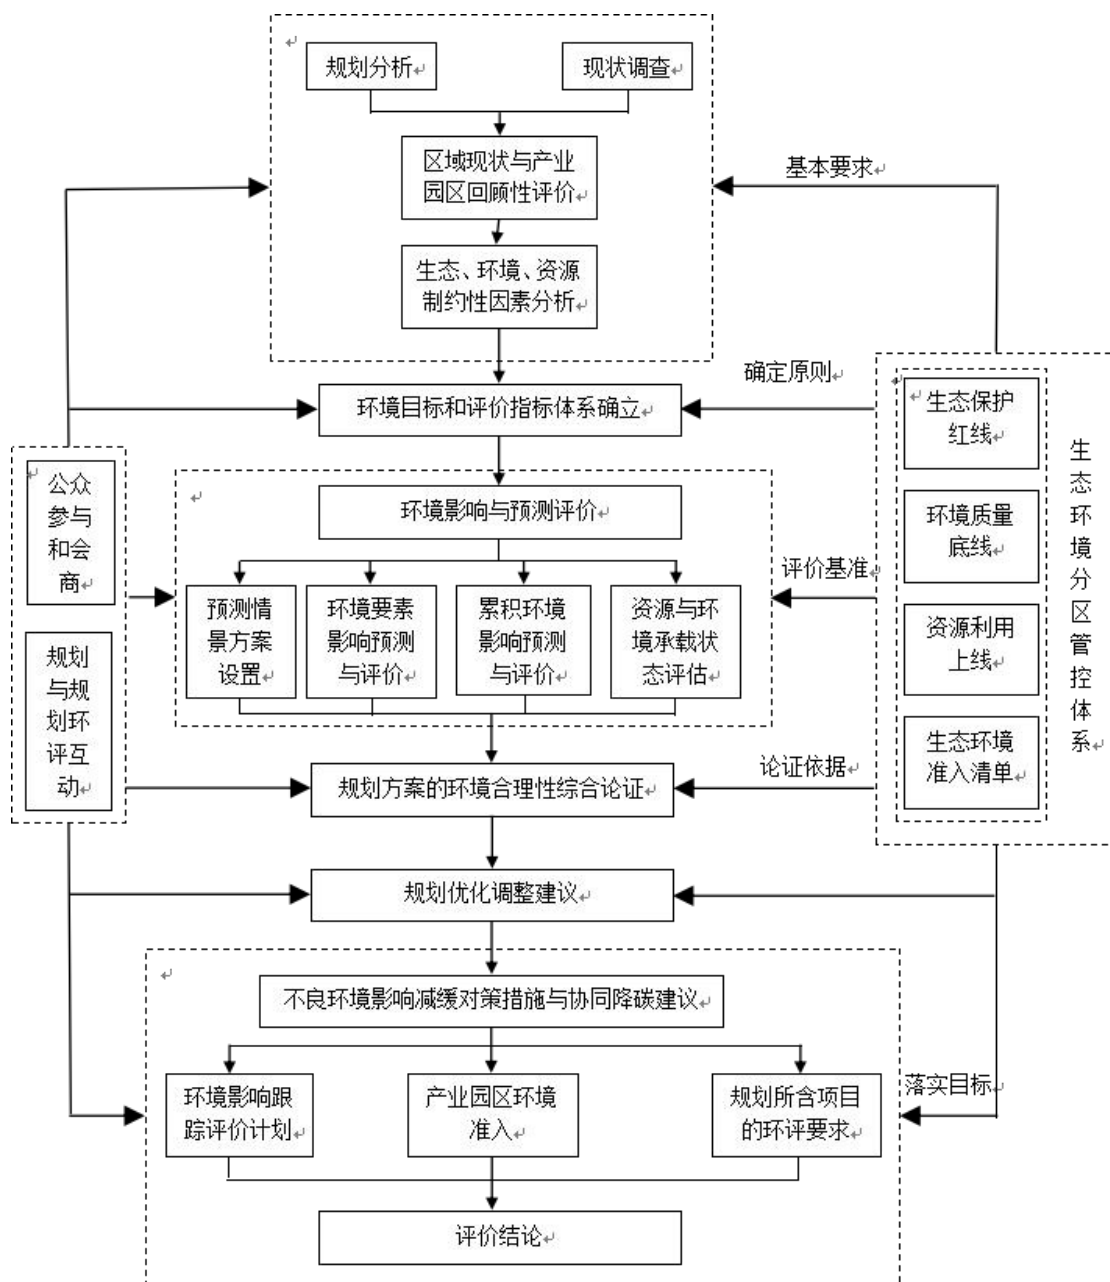 规划分析
现状调查
区域现状与产业
园区回顾性评价
基本要求
生态、环境、资源
制约性因素分析
确定原则
环境目标和评价指标体系确立
公众
参与
和会
商
规划
与规
划环
评互
动
环境影响与预测评价
预测情
景方案
设置
环境要素
影响预测
与评价
累积环境
影响预测
与评价
资源与环
境承载状
态评估
评价基准
生态保护
红线
环境质量
底线
资源利用
上线
生态环境
准入清单
生
态
环
境
分
区
管
控
体
系
规划方案的环境合理性综合论证
论证依据
规划优化调整建议
不良环境影响减缓对策措施与协同降碳建议
环境影响跟
踪评价计划
产业园区环境
准入
规划所含项目
的环评要求
落实目标
评价结论